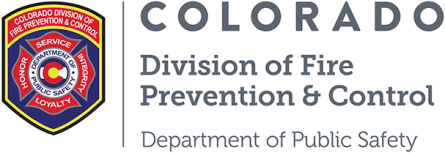 COLORADO DIVISION OF
FIRE PREVENTION & CONTROL
SERVICE
HONOR
INTEGRITY
LOYALTY
DEPARTMENT OF
PUBLIC SAFETY
COLORADO
Division of Fire
Prevention & Control
Department of Public Safety